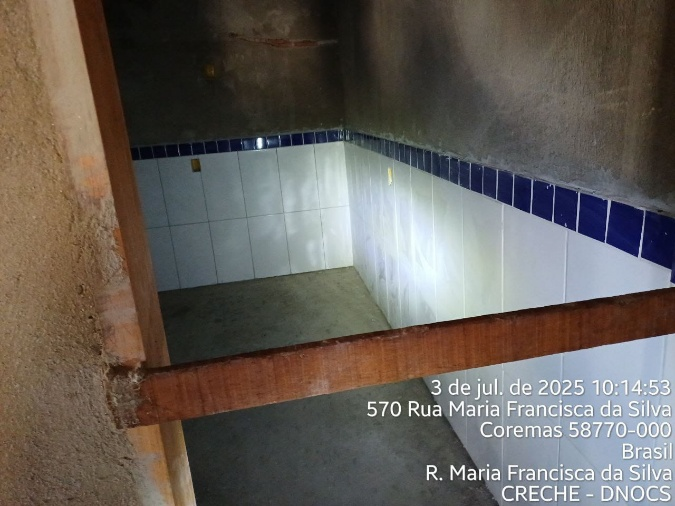 3 de jul. de 2025 10:14:53
570 Rua Maria Francisca da Silva
Coremas 58770-000
Brasil
R. Maria Francisca da Silva
CRECHE - DNOCS